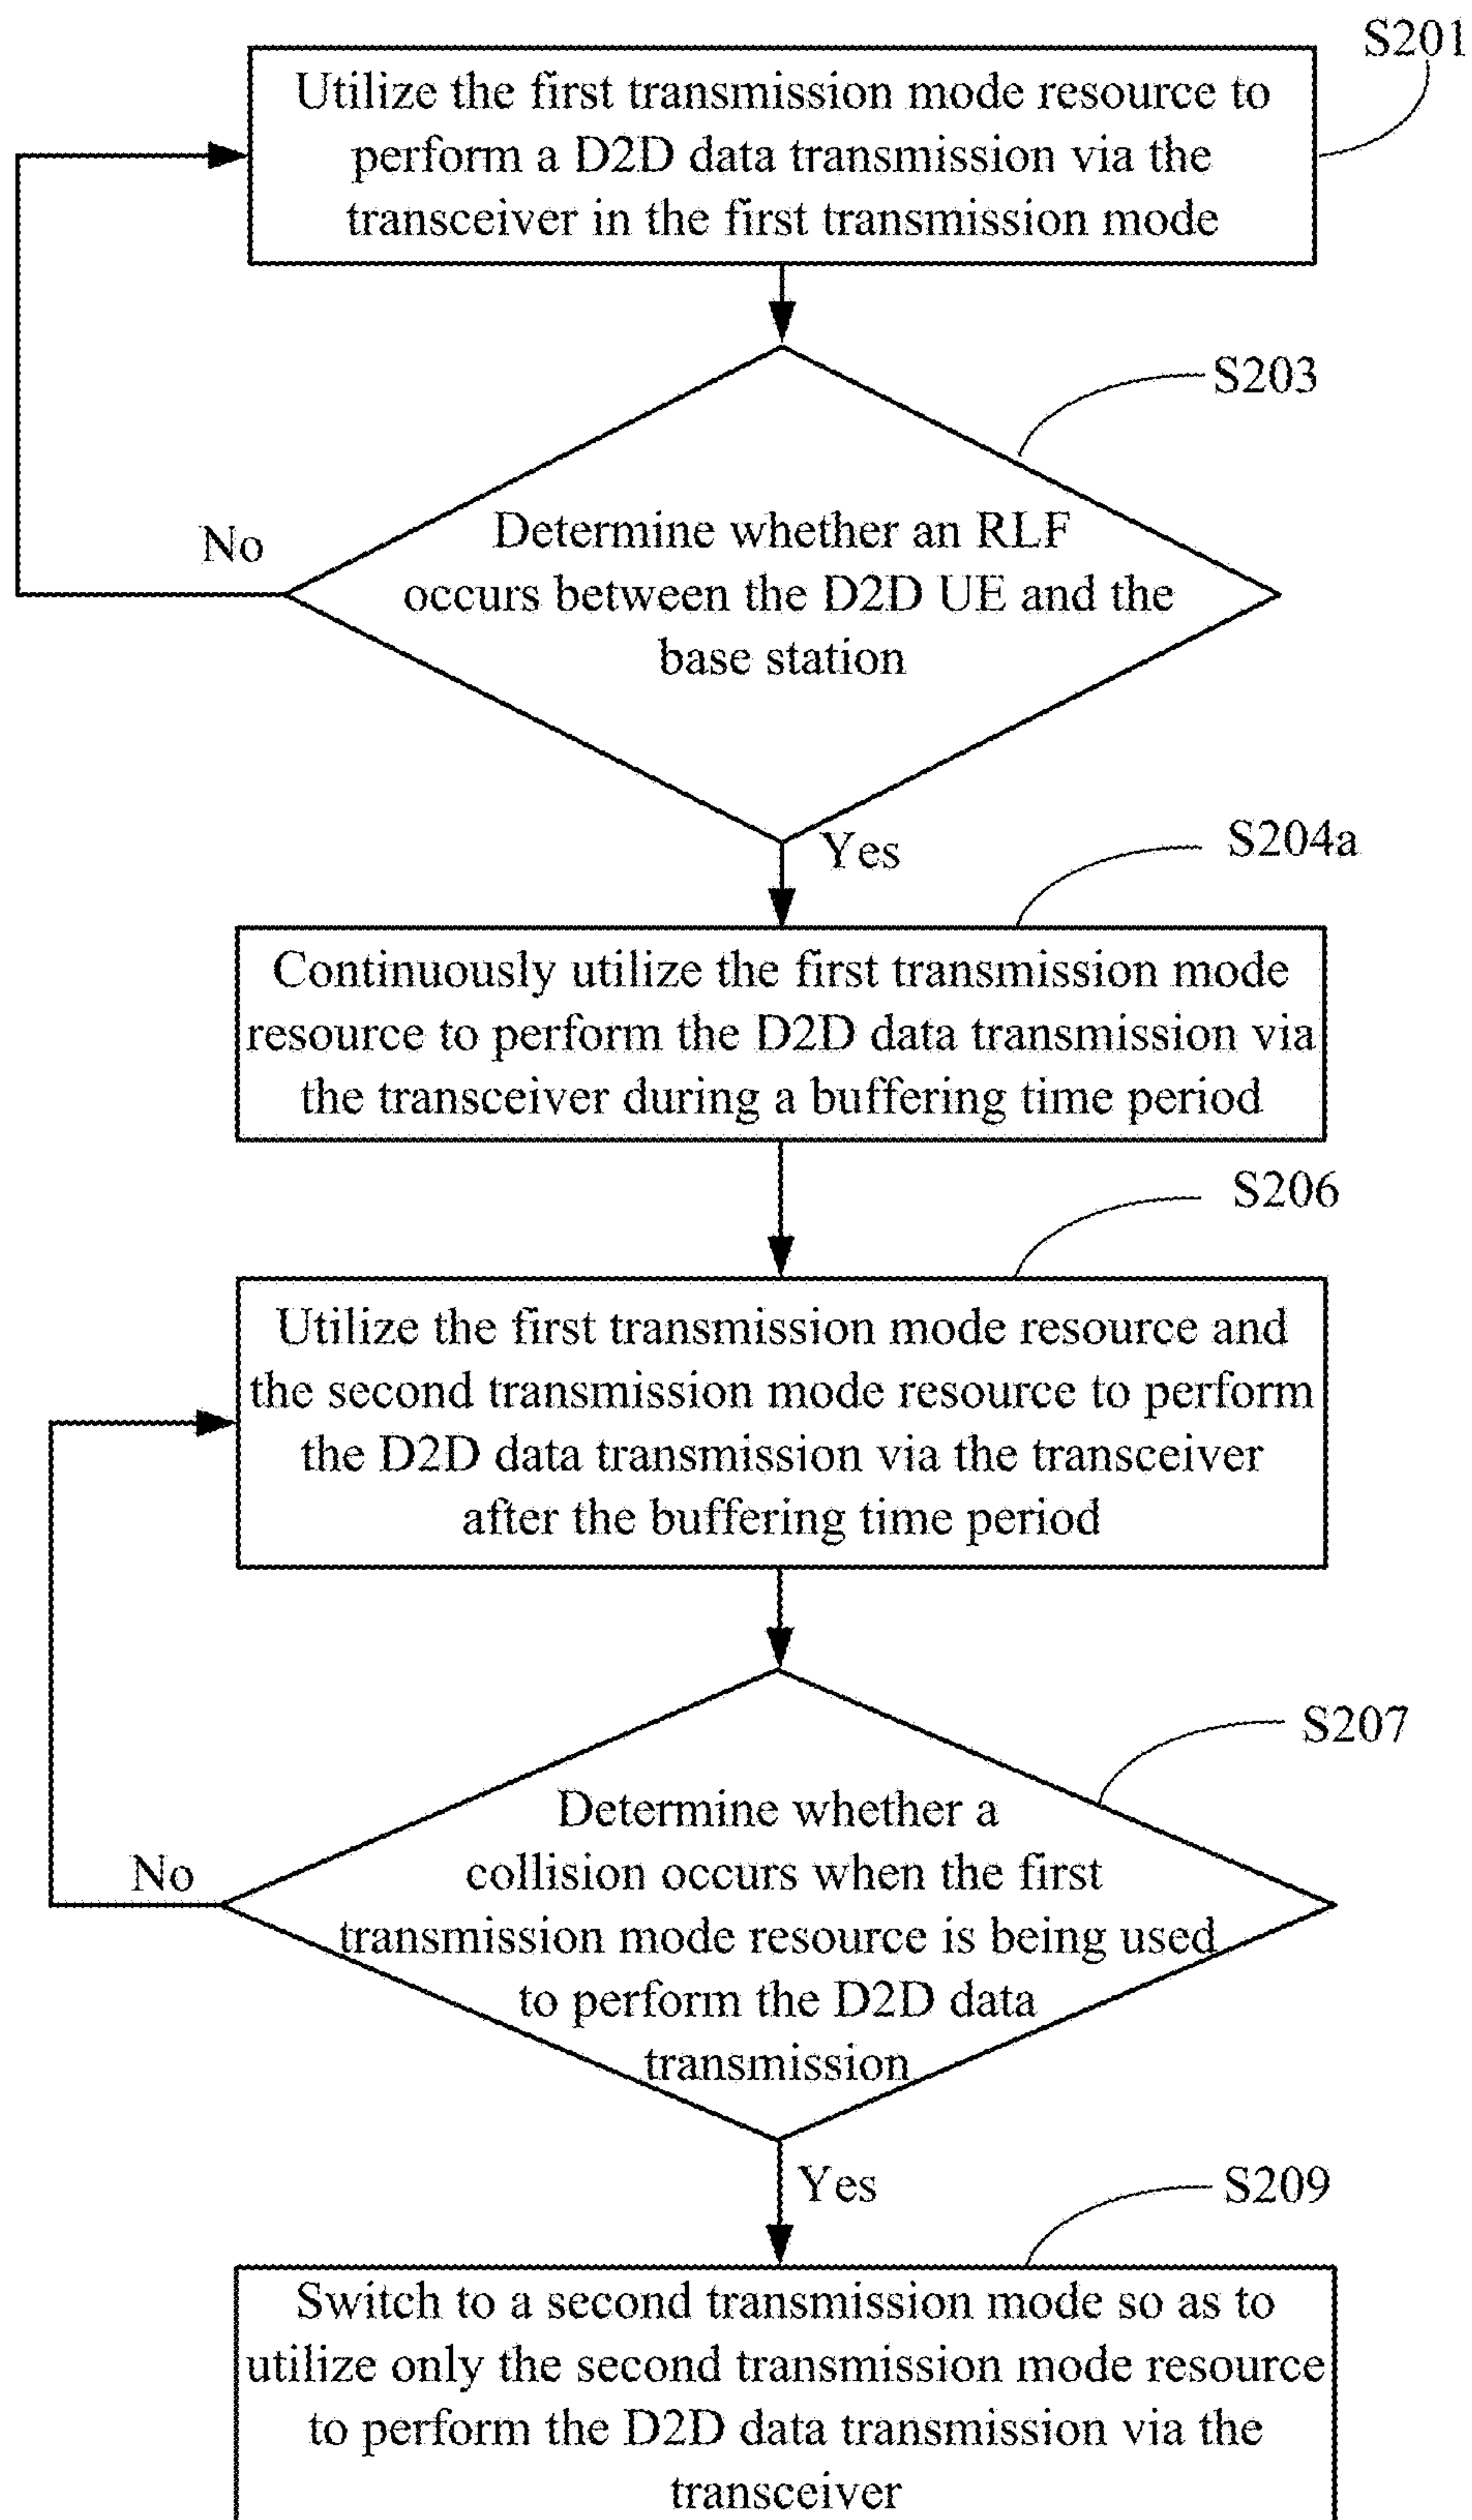 S201
Utilize the first transmission mode resource to
perform a D2D data transmission via the
transceiver in the first transmission mode
S203
Determine whether an RLF
occurs between the D2D UE and the
base station
No
Yes
S204a
Continuously utilize the first transmission mode
resource to perform the D2D data transmission via
the transceiver during a buffering time period
S206
Utilize the first transmission mode resource and
the second transmission mode resource to perform
the D2D data transmission via the transceiver
after the buffering time period
S207
Determine whether a
collision occurs when the first
transmission mode resource is being used
to perform the D2D data
transmission
No
Yes
S209
Switch to a second transmission mode so as to
utilize only the second transmission mode resource
to perform the D2D data transmission via the
transceiver